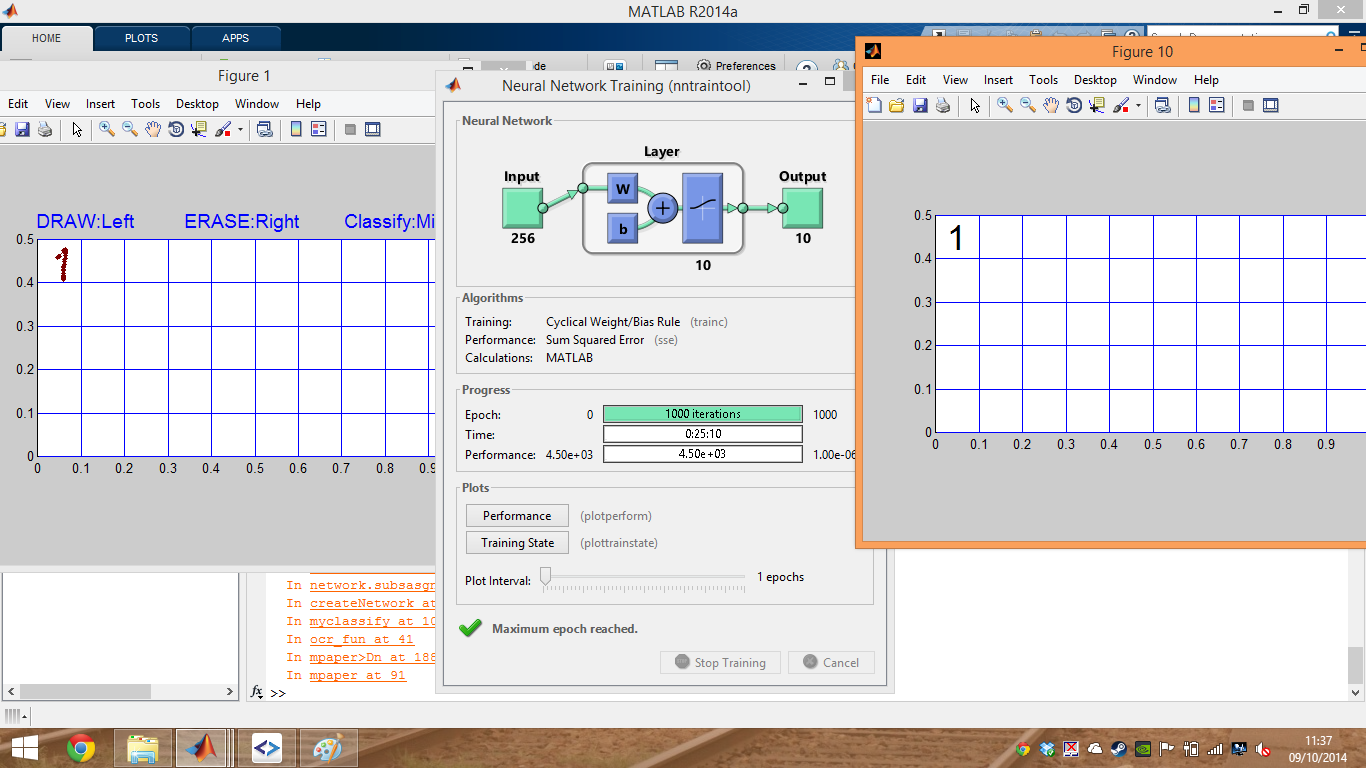 MATLAB R2014a
HOME PLOTS APPS
Preferences
Figure 1
Edit View Insert Tools Desktop Window Help
DRAW:Left ERASE:Right Classify:Mi
1
0.5
0.4
0.3
0.2
0.1
0
0 0.1 0.2 0.3 0.4 0.5 0.6 0.7 0.8 0.9
In network.subsasgn
In createNetwork at
In myclassify at 10
In ocr_fun at 41
In mpaper>Dn at 188
In mpaper at 91
fx >>
Neural Network Training (nntraintool)
Neural Network
Layer
Input Output
W
b
256 10
10
Algorithms
Training: Cyclical Weight/Bias Rule (trainc)
Performance: Sum Squared Error (sse)
Calculations: MATLAB
Progress
Epoch: 0 1000 iterations 1000
Time: 0:25:10
Performance: 4.50e+03 4.50e+03 1.00e-06
Plots
Performance (plotperform)
Training State (plottrainstate)
Plot Interval: 1 epochs
Maximum epoch reached.
Stop Training Cancel
Figure 10
File Edit View Insert Tools Desktop Window Help
1
0.5
0.4
0.3
0.2
0.1
0
0 0.1 0.2 0.3 0.4 0.5 0.6 0.7 0.8 0.9
11:37
09/10/2014